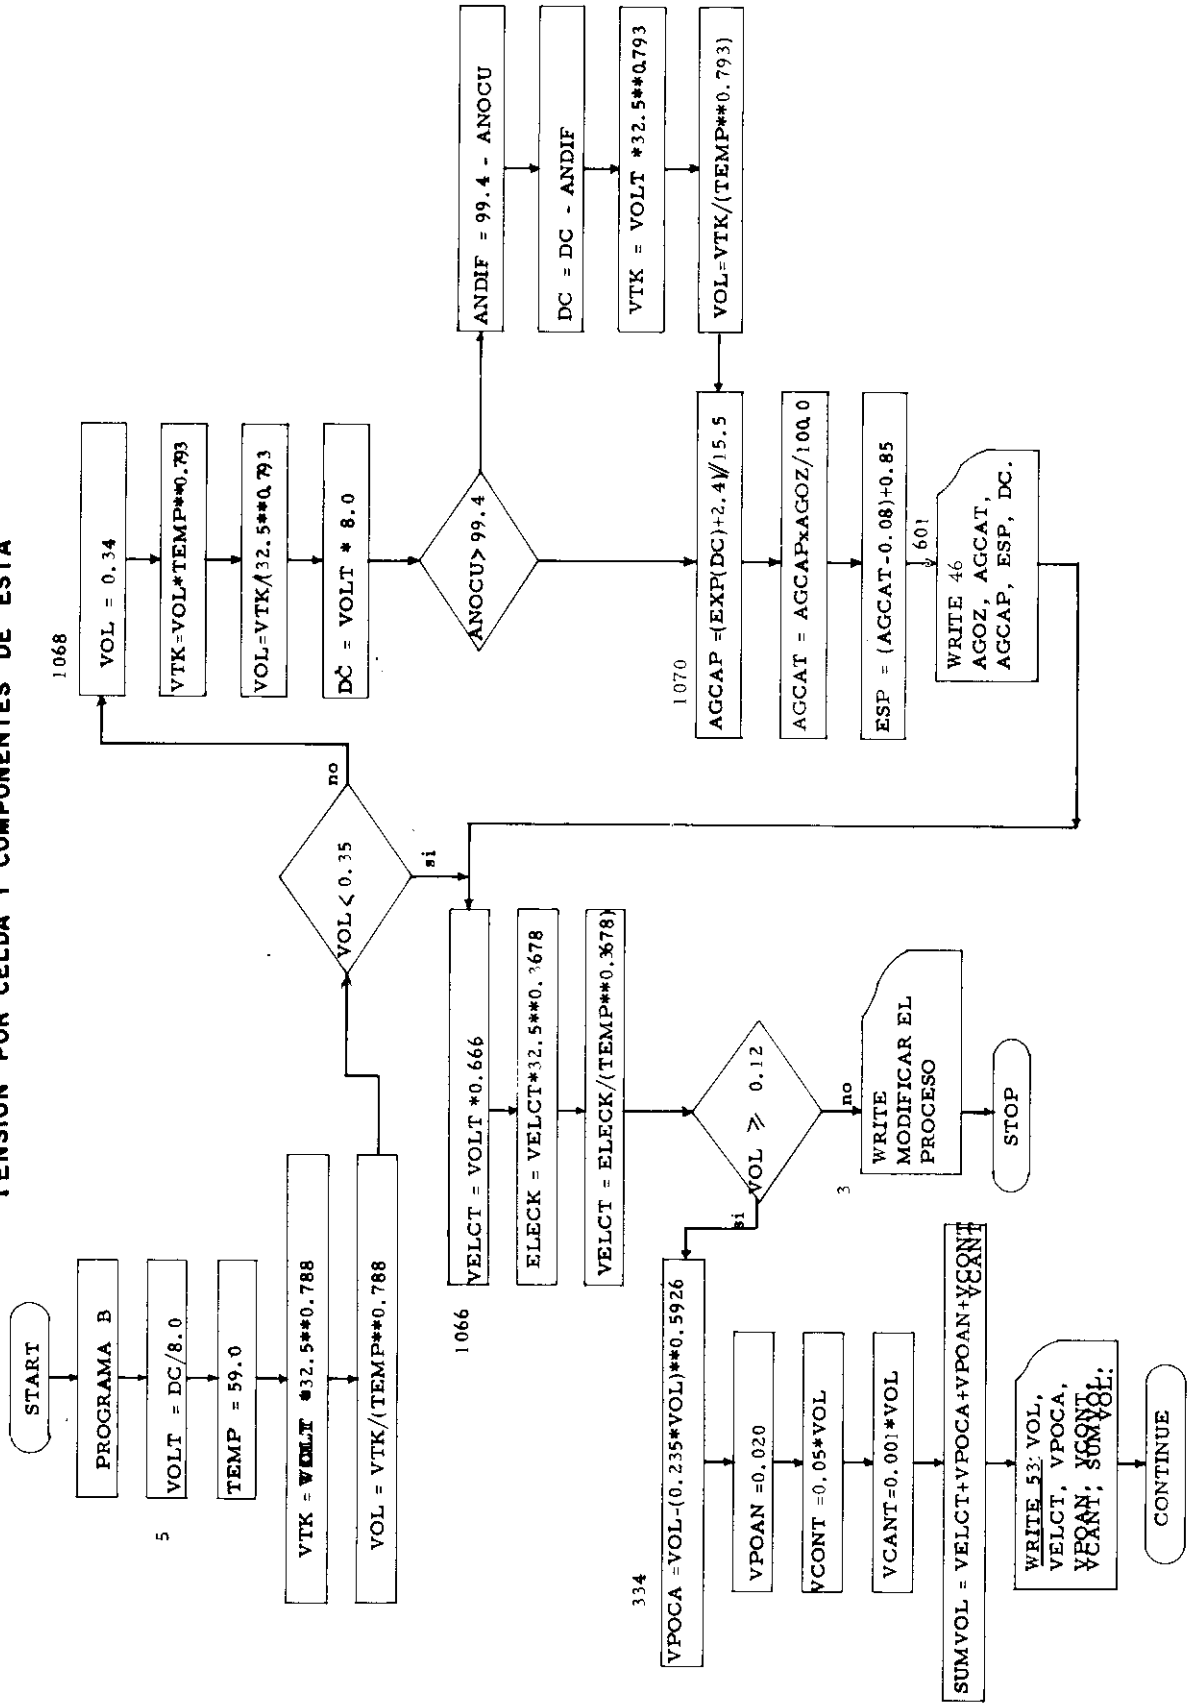 TENSION POR CELDA Y COMPONENTES DE ESTA
START
PROGRAMA B
5
VOLT = DC/8.0
TEMP = 59.0
VTK = VOLT *32.5**0.788
VOL = VTK/(TEMP**0.788
VOL < 0.35
no
si
1068
VOL = 0.34
VTK=VOL*TEMP**0.793
VOL=VTK/(32.5**0.793
DC = VOLT * 8.0
ANOCU> 99.4
ANDIF = 99.4 - ANOCU
DC = DC - ANDIF
VTK = VOLT *32.5**0.793
VOL=VTK/(TEMP**0.793)
1070
AGCAP =(EXP(DC)+2.4)/15.5
AGCAT = AGCAPxAGOZ/100.0
ESP = (AGCAT-0.08)+0.85
601
WRITE 46
AGOZ, AGCAT,
AGCAP, ESP, DC.
1066
VELCT = VOLT *0.666
ELECK = VELCT*32.5**0.3678
VELCT = ELECK/(TEMP**0.3678)
VOL ⩾ 0.12
si
no
3
WRITE
MODIFICAR EL
PROCESO
STOP
334
VPOCA =VOL-(0.235*VOL)**0.5926
VPOAN =0.020
VCONT =0.05*VOL
VCANT=0.001*VOL
SUMVOL = VELCT+VPOCA+VPOAN+VCONT
VCANT
WRITE 53: VOL,
VELCT, VPOCA,
VPOAN, VCONT,
VCANT, SUMVOL.
CONTINUE